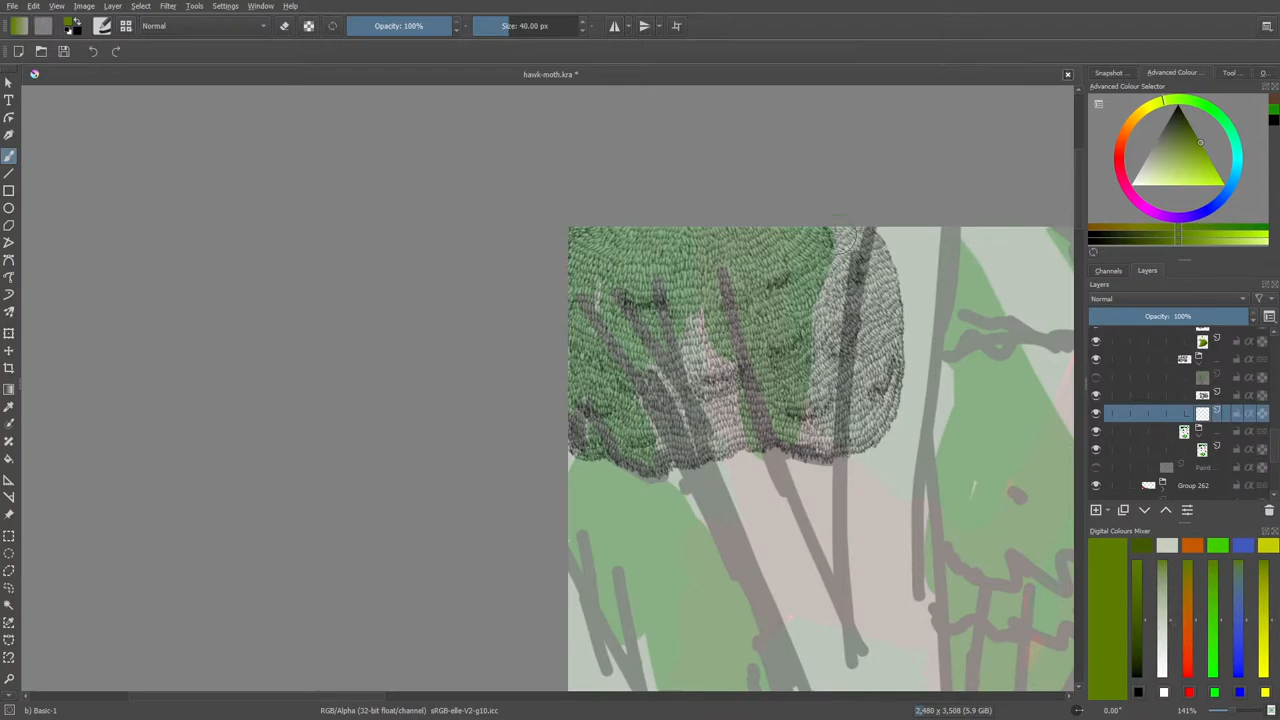 File Edit View Image Layer Select Filter Tools Settings Window Help
Normal Opacity: 100% Size: 40.00 px
hawk-moth.kra *
Snapshot ... Advanced Colour ... Tool ... O...
Advanced Colour Selector
Channels Layers
Layers
Normal
Opacity: 100%
Paint ...
Group 262
Digital Colours Mixer
b) Basic-1 RGB/Alpha (32-bit float/channel) sRGB-elle-V2-g10.icc 2,480 x 3,508 (5.9 GiB) 0.00° 141%